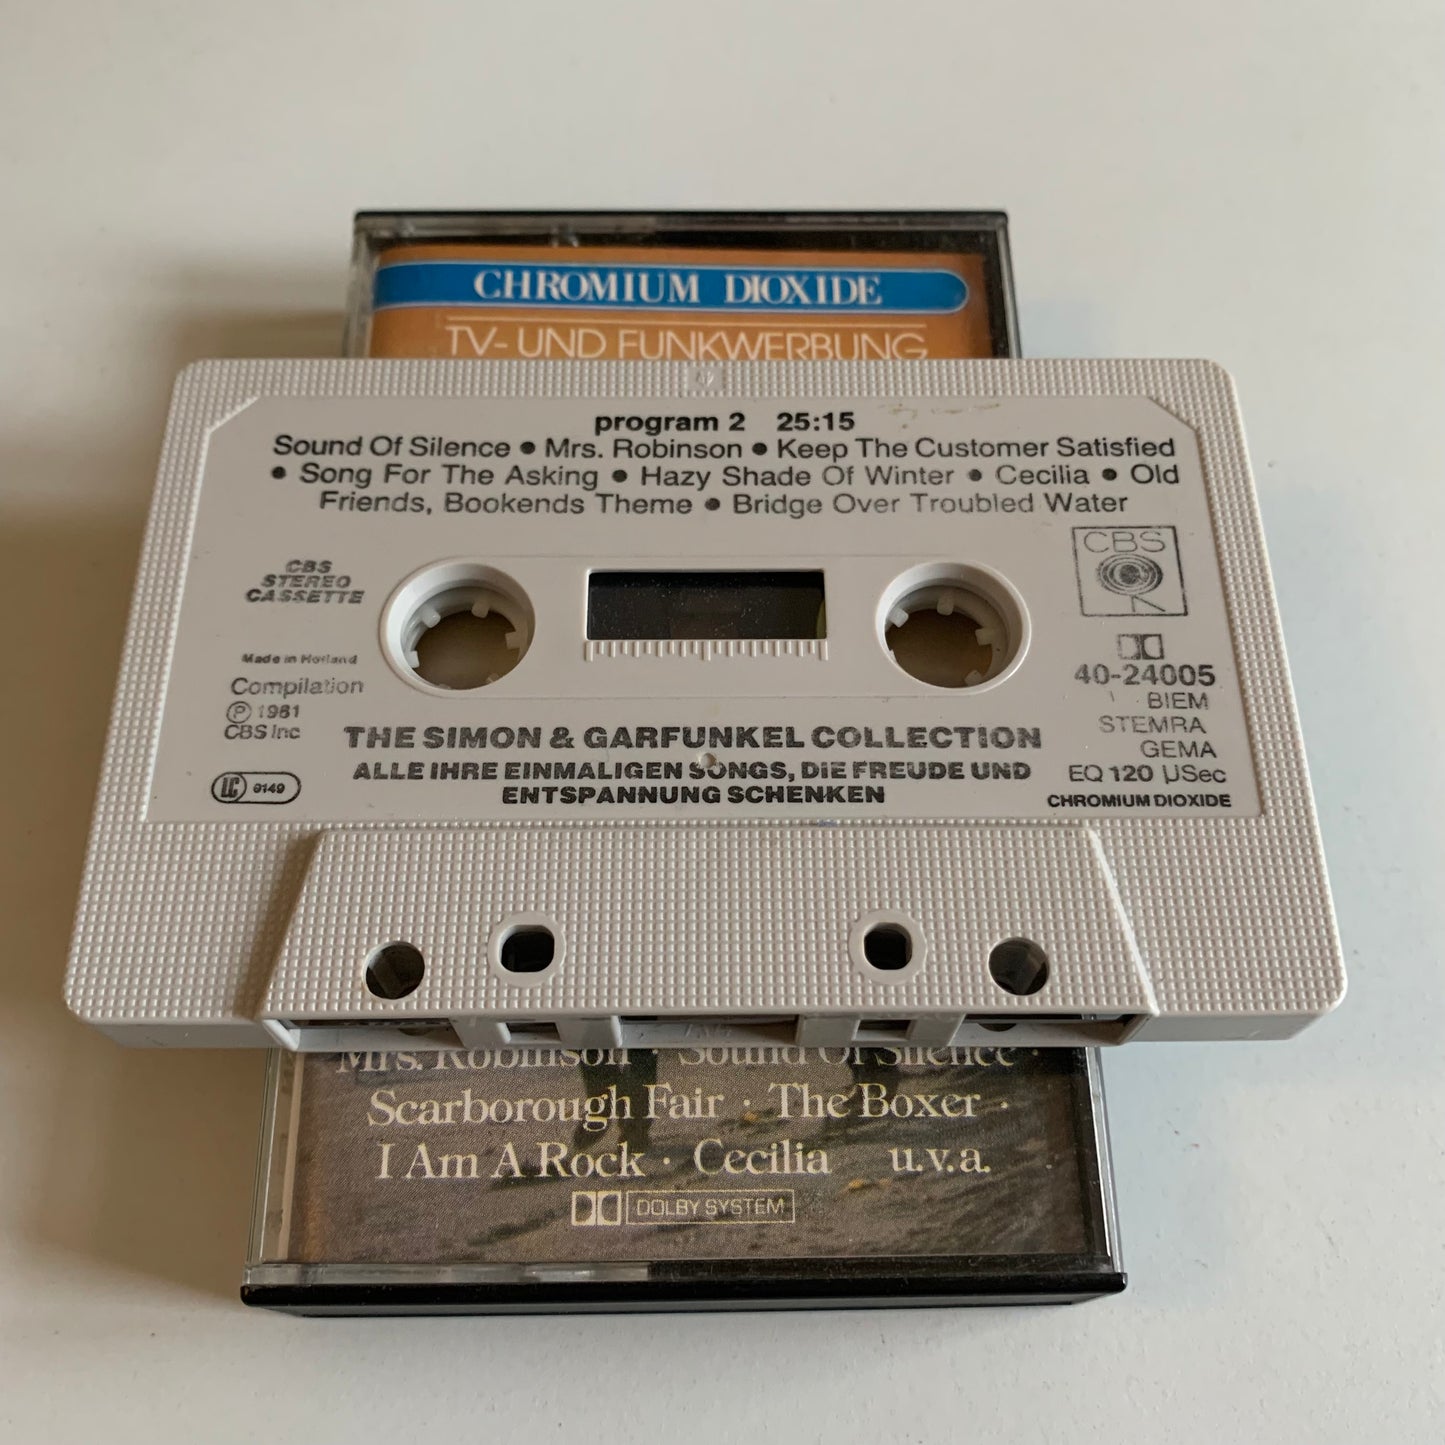 CHROMIUM DIOXIDE
TV- UND FUNKWERBUNG
program 2 25:15
Sound Of Silence ● Mrs. Robinson ● Keep The Customer Satisfied
● Song For The Asking ● Hazy Shade Of Winter ● Cecilia ● Old
Friends, Bookends Theme ● Bridge Over Troubled Water
CBS
STEREO
CASSETTE
CBS
Made in Holland
Compilation
Ⓟ 1981
CBS Inc
LC 0149
40-24005
BIEM
STEMRA
GEMA
EQ 120 µSec
CHROMIUM DIOXIDE
THE SIMON & GARFUNKEL COLLECTION
ALLE IHRE EINMALIGEN SONGS, DIE FREUDE UND
ENTSPANNUNG SCHENKEN
Mrs. Robinson · Sound Of Silence ·
Scarborough Fair · The Boxer ·
I Am A Rock · Cecilia u.v.a.
DOLBY SYSTEM